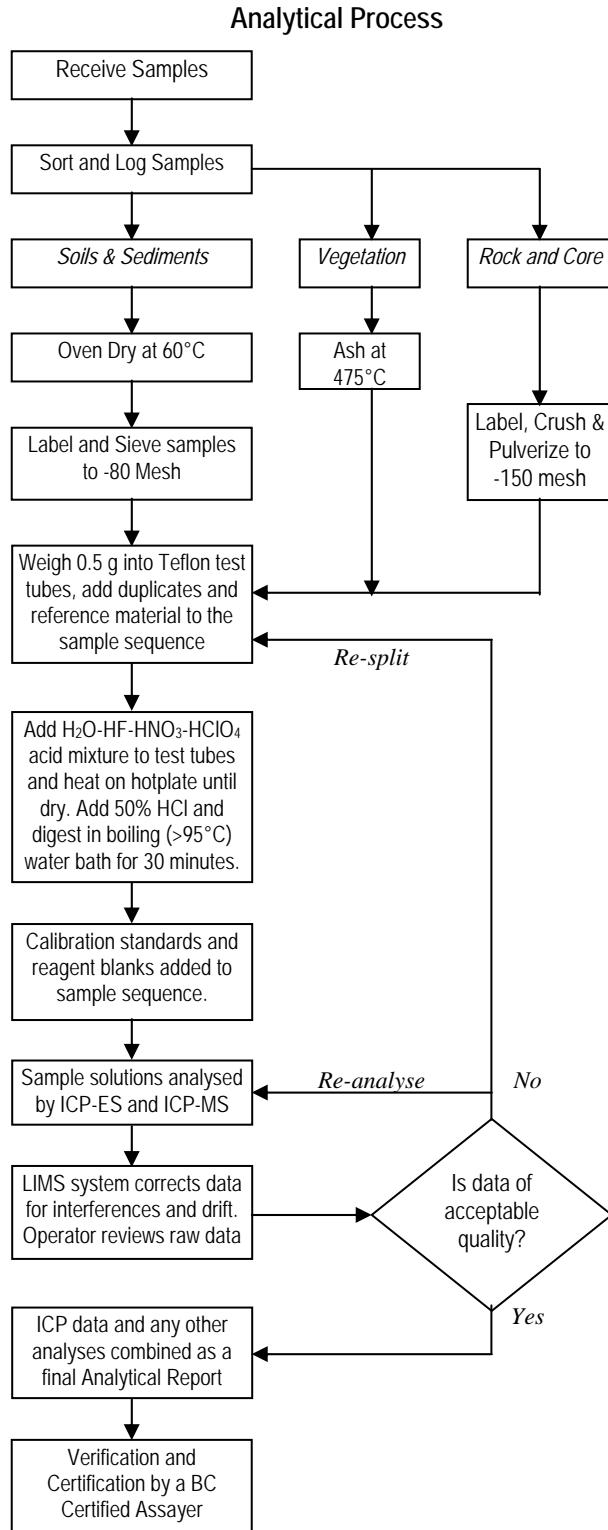 Analytical Process
Receive Samples
Sort and Log Samples
Soils & Sediments
Vegetation
Rock and Core
Oven Dry at 60°C
Ash at
475°C
Label and Sieve samples
to -80 Mesh
Label, Crush &
Pulverize to
-150 mesh
Weigh 0.5 g into Teflon test
tubes, add duplicates and
reference material to the
sample sequence
Re-split
Add H₂O-HF-HNO₃-HClO₄
acid mixture to test tubes
and heat on hotplate until
dry. Add 50% HCl and
digest in boiling (>95°C)
water bath for 30 minutes.
Calibration standards and
reagent blanks added to
sample sequence.
Sample solutions analysed
by ICP-ES and ICP-MS
Re-analyse
No
LIMS system corrects data
for interferences and drift.
Operator reviews raw data
Is data of
acceptable
quality?
Yes
ICP data and any other
analyses combined as a
final Analytical Report
Verification and
Certification by a BC
Certified Assayer